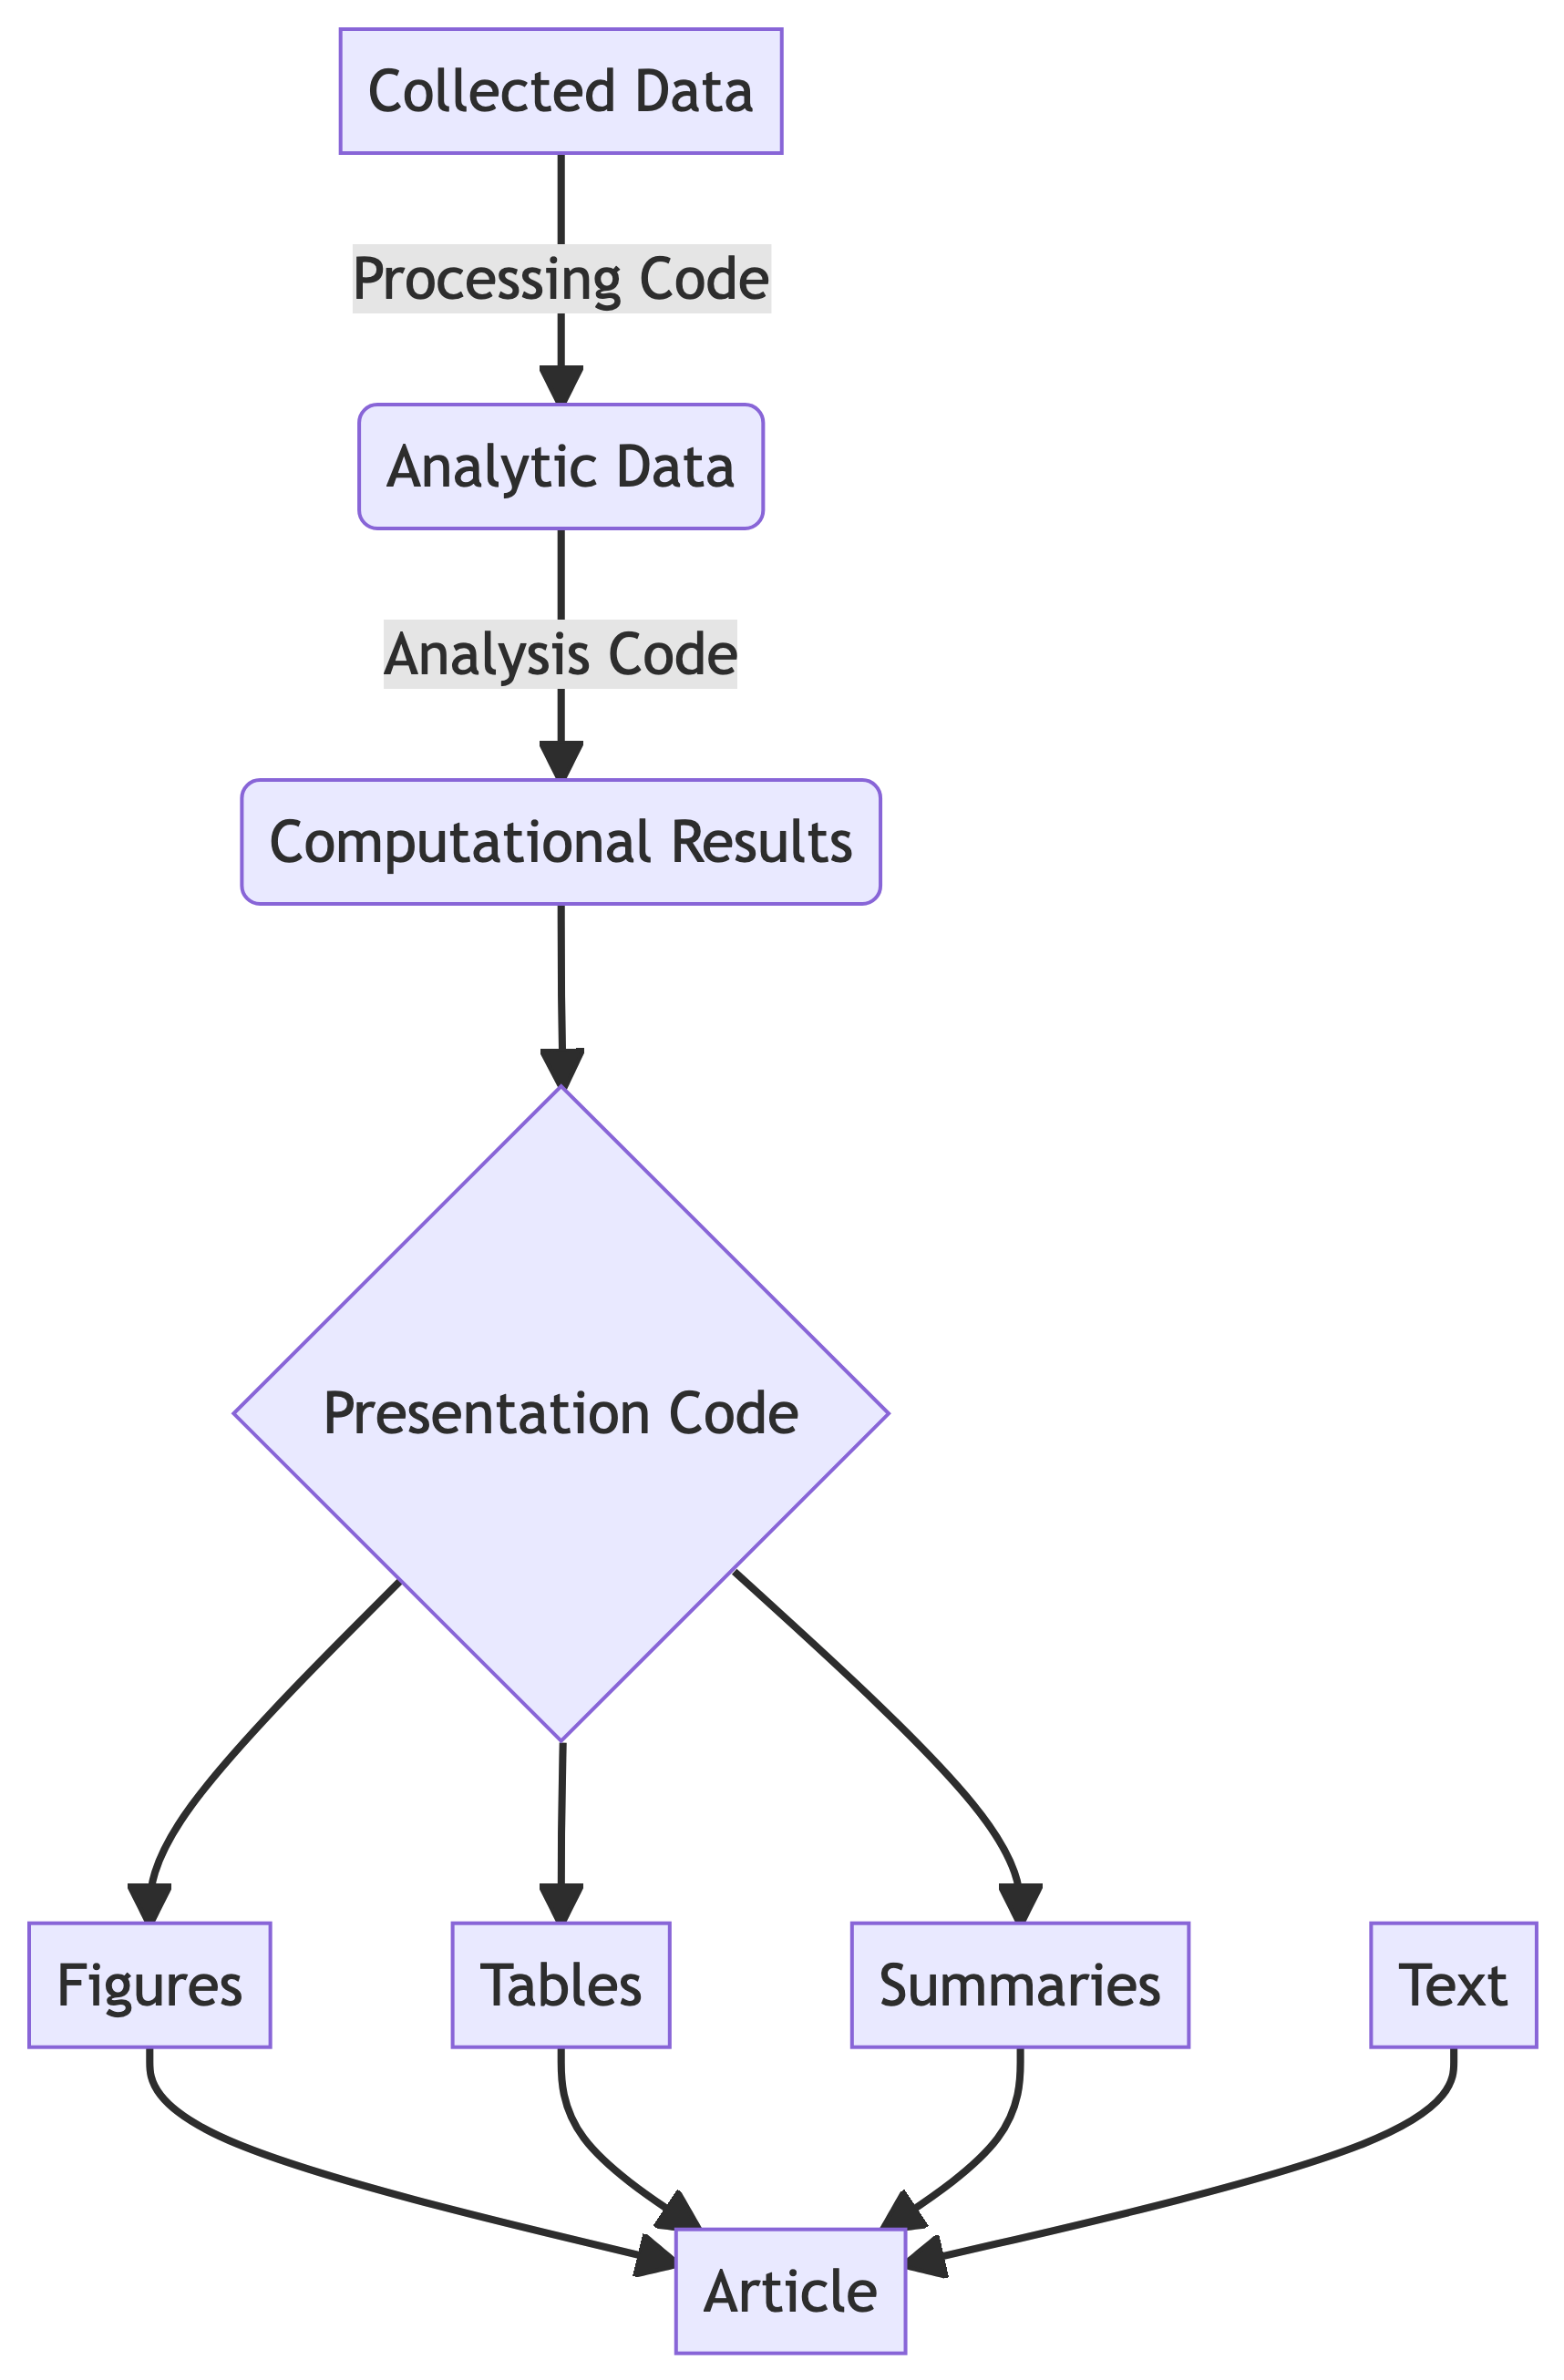 Collected Data
Processing Code
Analytic Data
Analysis Code
Computational Results
Presentation Code
Figures
Tables
Summaries
Text
Article